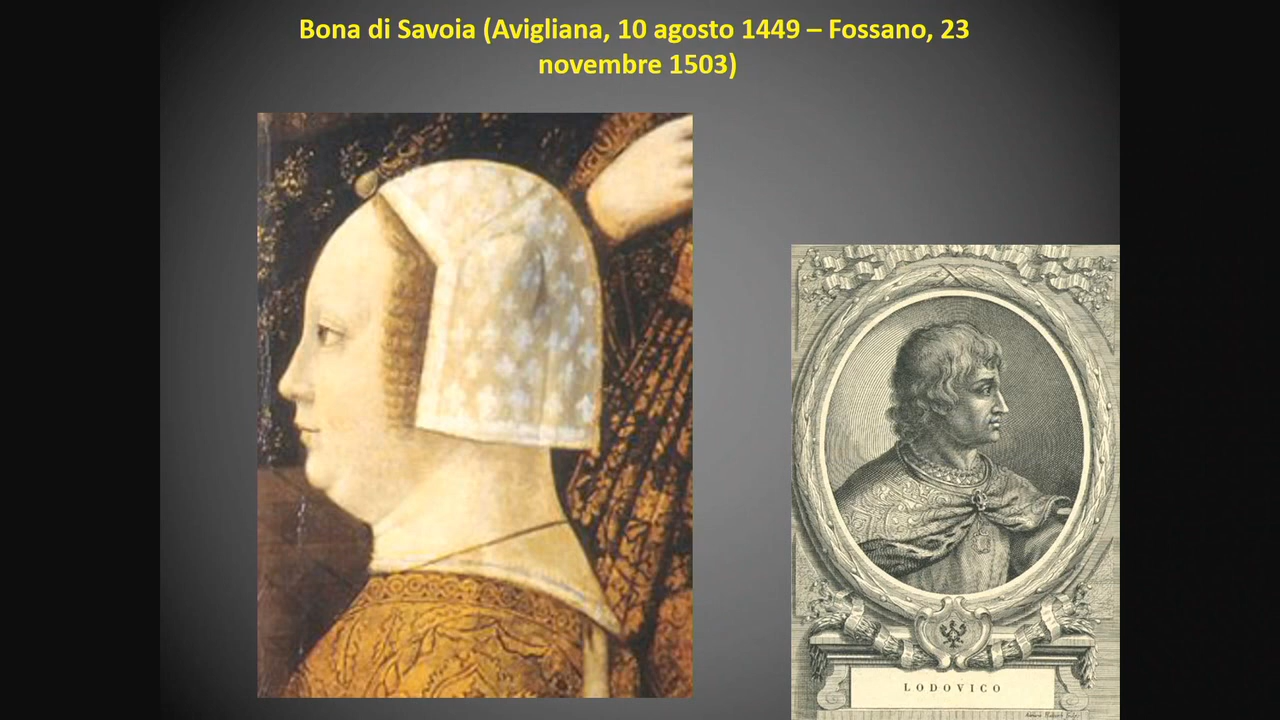 Bona di Savoia (Avigliana, 10 agosto 1449 – Fossano, 23
novembre 1503)
LODOVICO